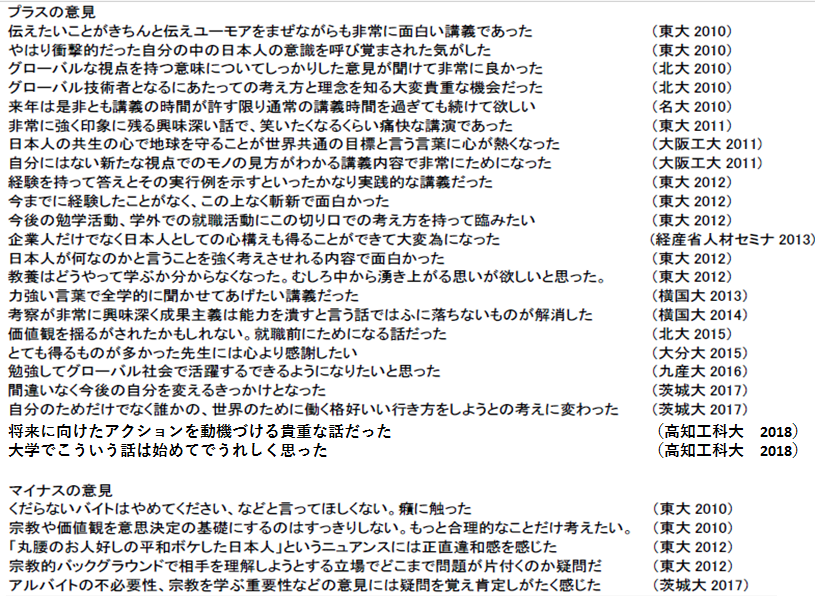 プラスの意見
伝えたいことがきちんと伝えユーモアをまぜながらも非常に面白い講義であった (東大 2010)
やはり衝撃的だった自分の中の日本人の意識を呼び覚まされた気がした (東大 2010)
グローバルな視点を持つ意味についてしっかりした意見が聞けて非常に良かった (北大 2010)
グローバル技術者となるにあたっての考え方と理念を知る大変貴重な機会だった (北大 2010)
来年は是非とも講義の時間が許す限り通常の講義時間を過ぎても続けて欲しい (名大 2010)
非常に強く印象に残る興味深い話で、笑いたくなるくらい痛快な講演であった (東大 2011)
日本人の共生の心で地球を守ることが世界共通の目標と言う言葉に心が熱くなった (大阪工大 2011)
自分にはない新たな視点でのモノの見方がわかる講義内容で非常にためになった (大阪工大 2011)
経験を持って答えとその実行例を示すといったかなり実践的な講義だった (東大 2012)
今までに経験したことがなく、この上なく斬新で面白かった (東大 2012)
今後の勉学活動、学外での就職活動にこの切り口での考え方を持って臨みたい (東大 2012)
企業人だけでなく日本人としての心構えも得ることができて大変為になった (経産省人材セミナ 2013)
日本人が何なのかと言うことを強く考えさせれる内容で面白かった (東大 2012)
教養はどうやって学ぶか分からなくなった。むしろ中から湧き上がる思いが欲しいと思った。 (東大 2012)
力強い言葉で全学的に聞かせてあげたい講義だった (横国大 2013)
考察が非常に興味深く成果主義は能力を潰すと言う話ではふに落ちないものが解消した (横国大 2014)
価値観を揺るがされたかもしれない。就職前にためになる話だった (北大 2015)
とても得るものが多かった先生には心より感謝したい (大分大 2015)
勉強してグローバル社会で活躍するできるようになりたいと思った (九産大 2016)
間違いなく今後の自分を変えるきっかけとなった (茨城大 2017)
自分のためだけでなく誰かの、世界のために働く格好いい行き方をしようとの考えに変わった (茨城大 2017)
将来に向けたアクションを動機づける貴重な話だった (高知工科大 2018)
大学でこういう話は始めてでうれしく思った (高知工科大 2018)
マイナスの意見
くだらないバイトはやめてください、などと言ってほしくない。癪に触った (東大 2010)
宗教や価値観を意思決定の基礎にするのはすっきりしない。もっと合理的なことだけ考えたい。 (東大 2010)
「丸腰のお人好しの平和ボケした日本人」というニュアンスには正直違和感を感じた (東大 2012)
宗教的バックグラウンドで相手を理解しようとする立場でどこまで問題が片付くのか疑問だ (東大 2012)
アルバイトの不必要性、宗教を学ぶ重要性などの意見には疑問を覚え肯定しがたく感じた (茨城大 2017)